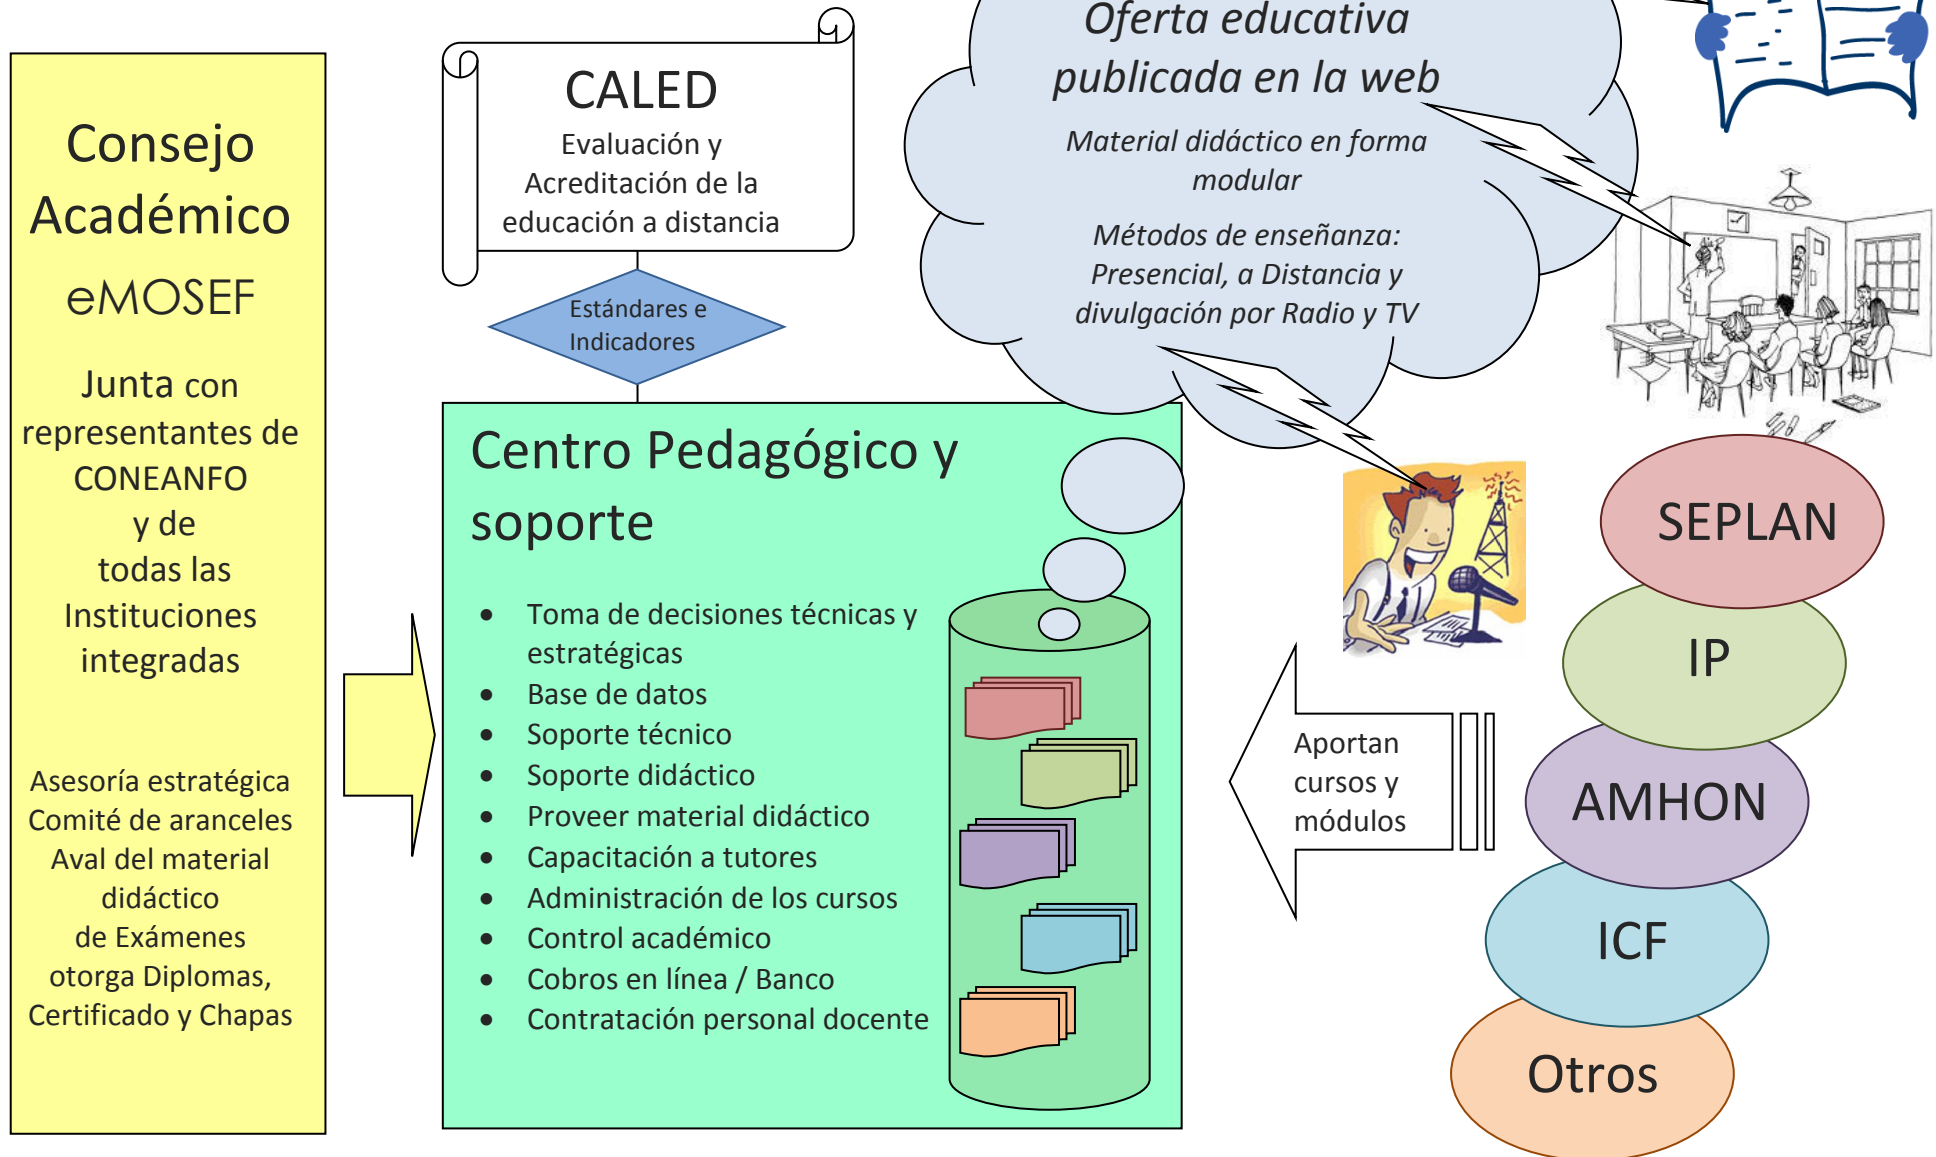 Consejo
Académico
eMOSEF
Junta con
representantes de
CONEANFO
y de
todas las
Instituciones
integradas
Asesoría estratégica
Comité de aranceles
Aval del material
didáctico
de Exámenes
otorga Diplomas,
Certificado y Chapas
CALED
Evaluación y
Acreditación de la
educación a distancia
Estándares e
Indicadores
Oferta educativa
publicada en la web
Material didáctico en forma
modular
Métodos de enseñanza:
Presencial, a Distancia y
divulgación por Radio y TV
Centro Pedagógico y
soporte
• Toma de decisiones técnicas y
estratégicas
• Base de datos
• Soporte técnico
• Soporte didáctico
• Proveer material didáctico
• Capacitación a tutores
• Administración de los cursos
• Control académico
• Cobros en línea / Banco
• Contratación personal docente
Aportan
cursos y
módulos
SEPLAN
IP
AMHON
ICF
Otros